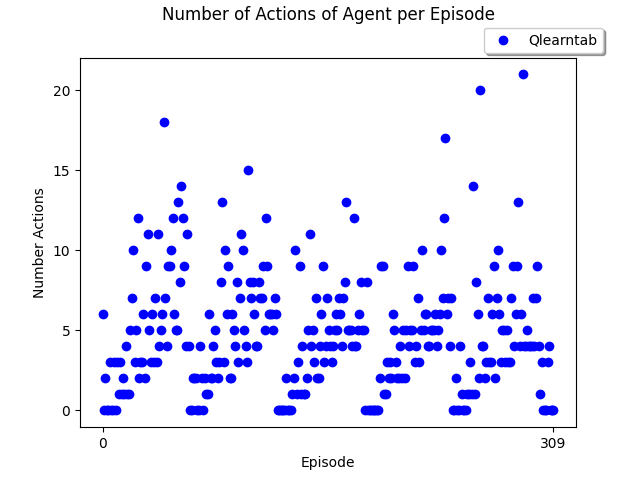 Number of Actions of Agent per Episode
Qlearntab
20
15
10
5
0
Number Actions
0
309
Episode